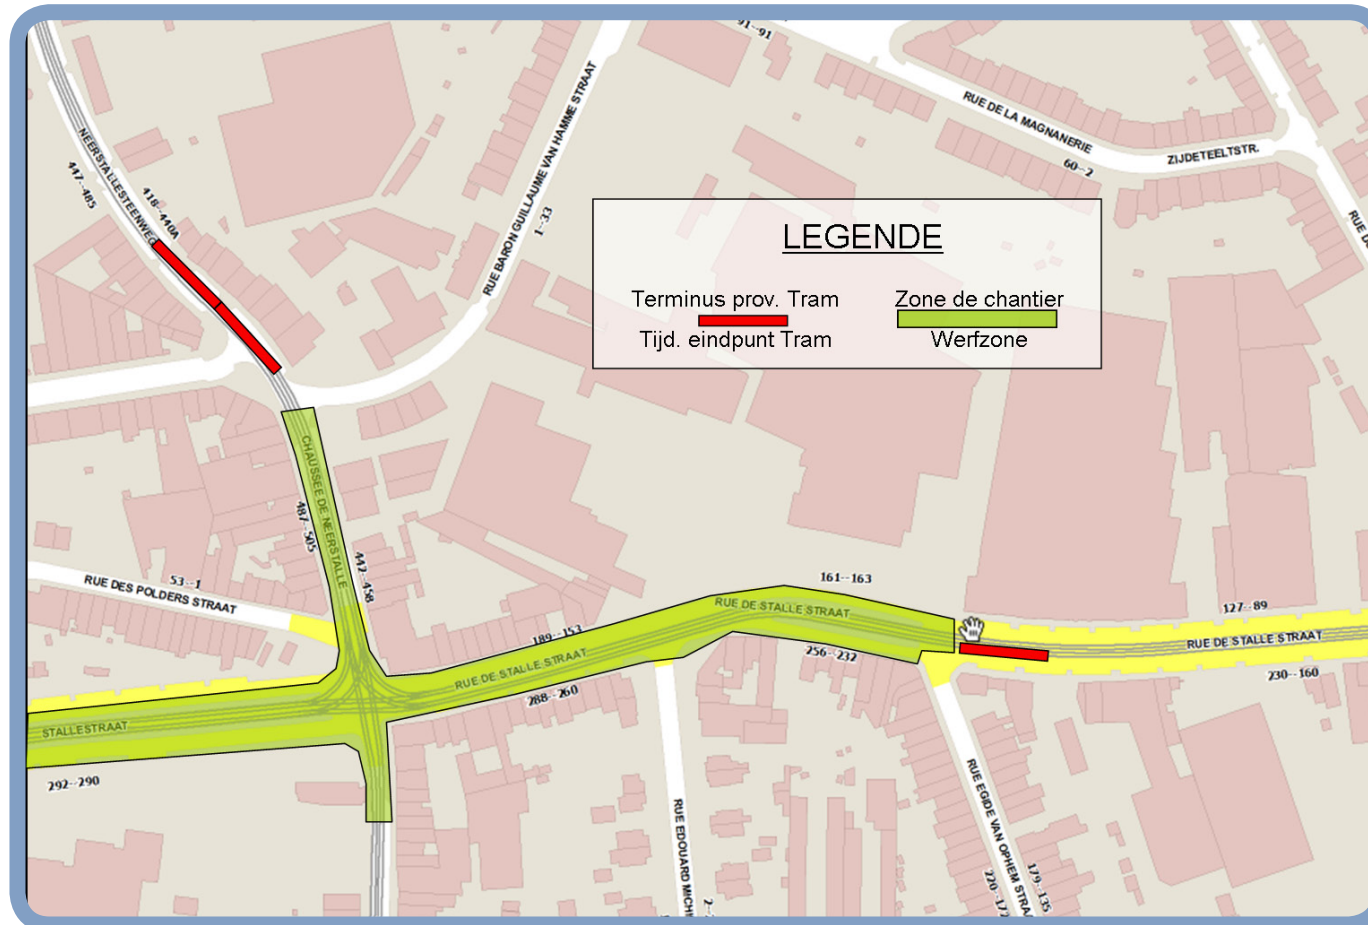 91--91
RUE DE LA MAGNANERIE
ZIJDETEELTSTR.
60--2
NEERSTALLESTEENWEG
447--485
418--440A
RUE BARON GUILLAUME VAN HAMME STRAAT
1--33
LEGENDE
Terminus prov. Tram
Zone de chantier
Tijd. eindpunt Tram
Werfzone
CHAUSSEE DE NEERSTALLE
487--505
442--458
53--1
RUE DES POLDERS STRAAT
161--163
RUE DE STALLE STRAAT
127--89
189--153
RUE DE STALLE STRAAT
256--232
RUE DE STALLE STRAAT
230--160
288--260
STALLESTRAAT
292--290
RUE EDOUARD MICH
RUE EGIDE VAN OPHEM STRAA
179--135